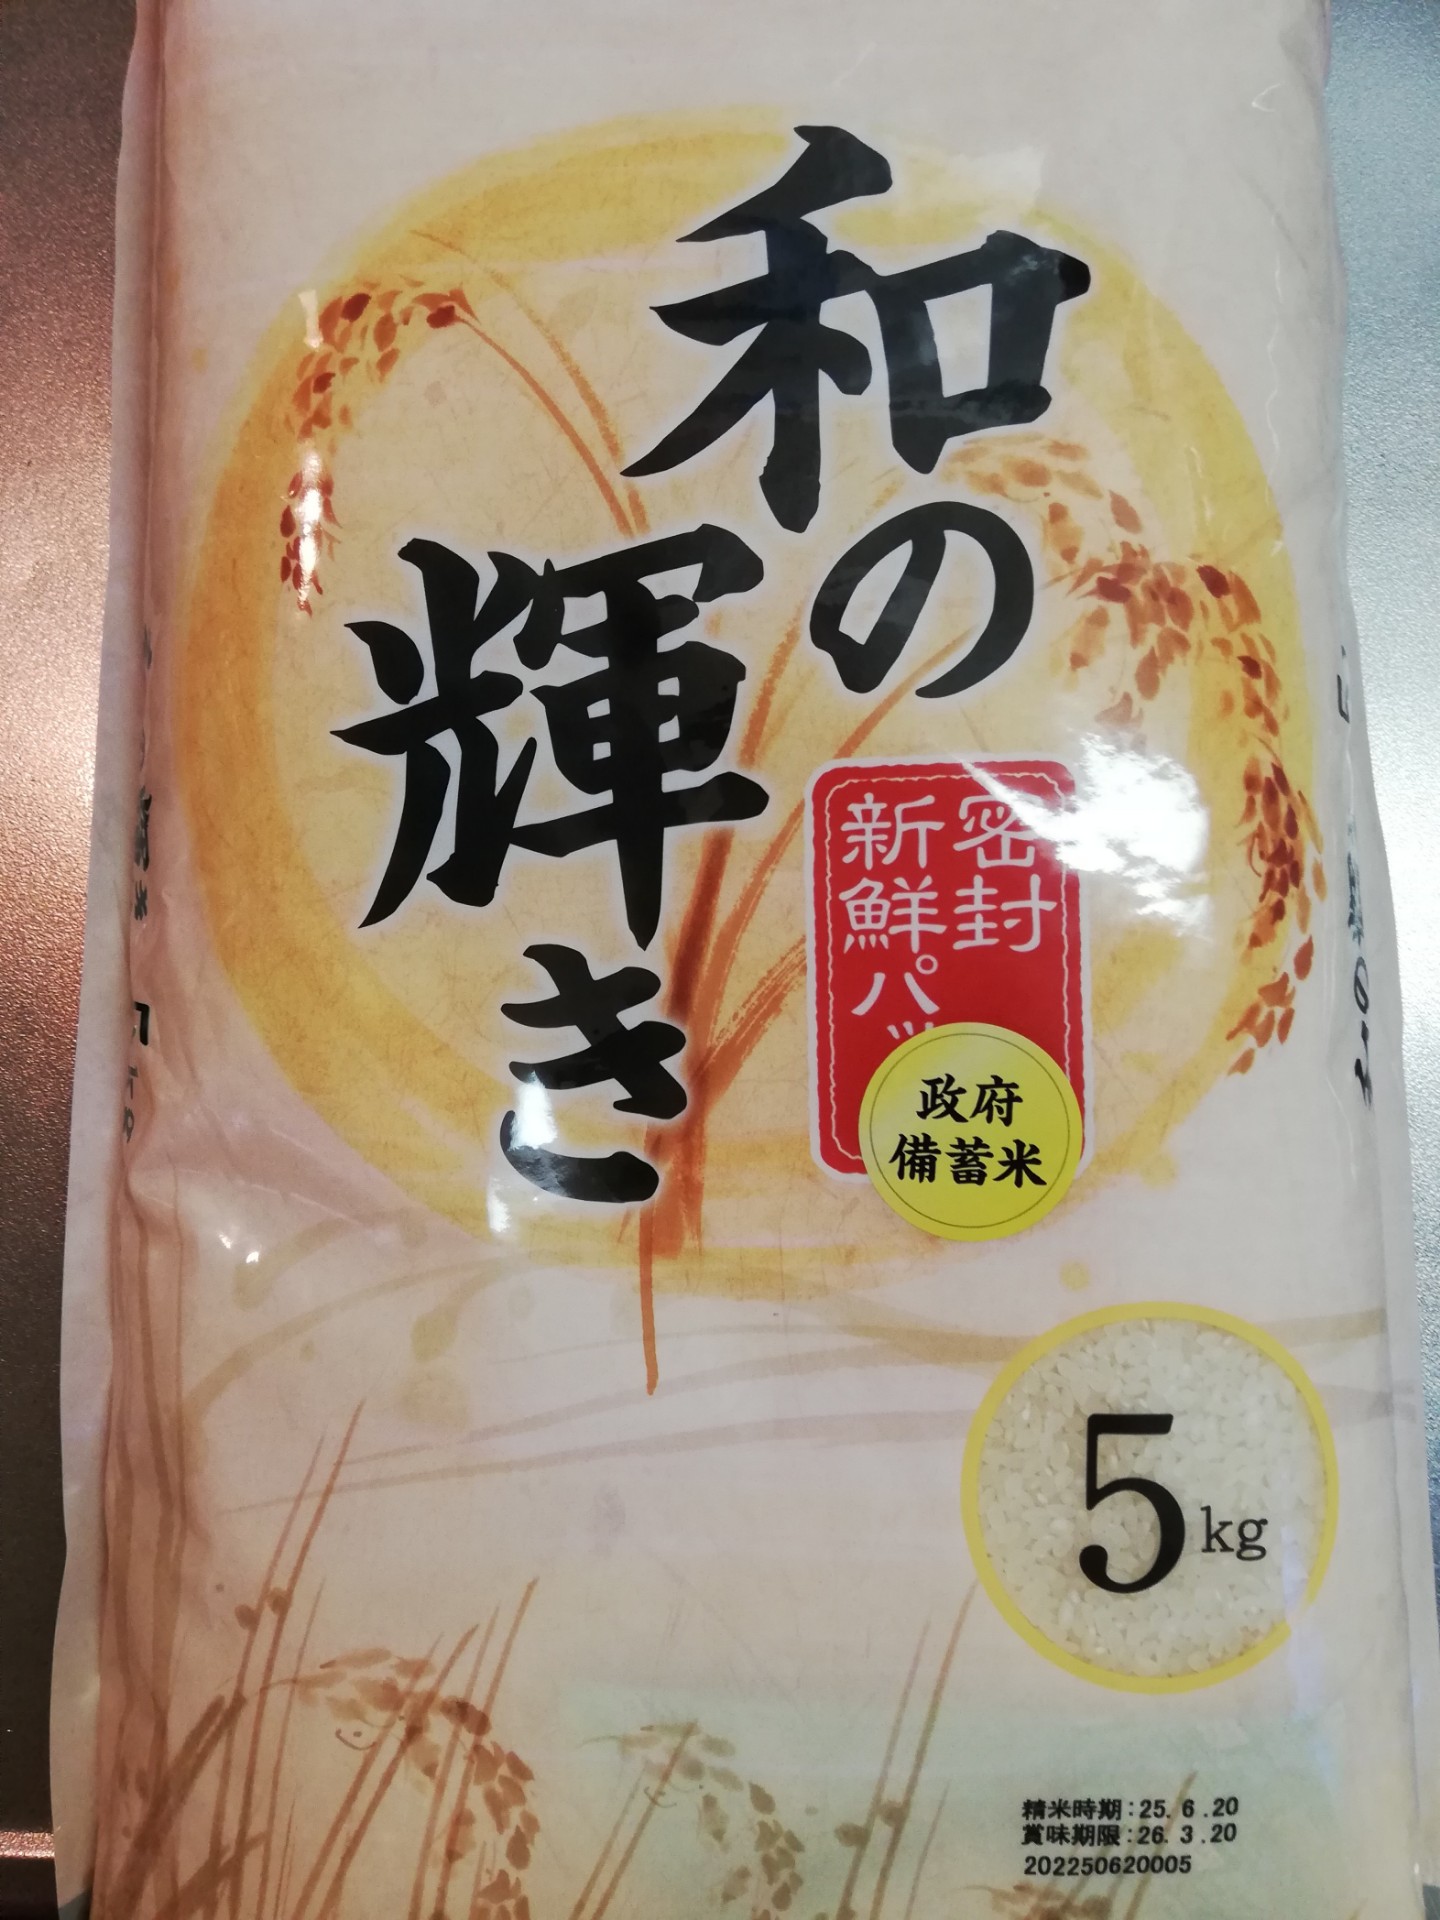 和の
輝き
密封
新鮮パッ
政府
備蓄米
5kg
精米時期:25.6.20
賞味期限:26.3.20
202250620005